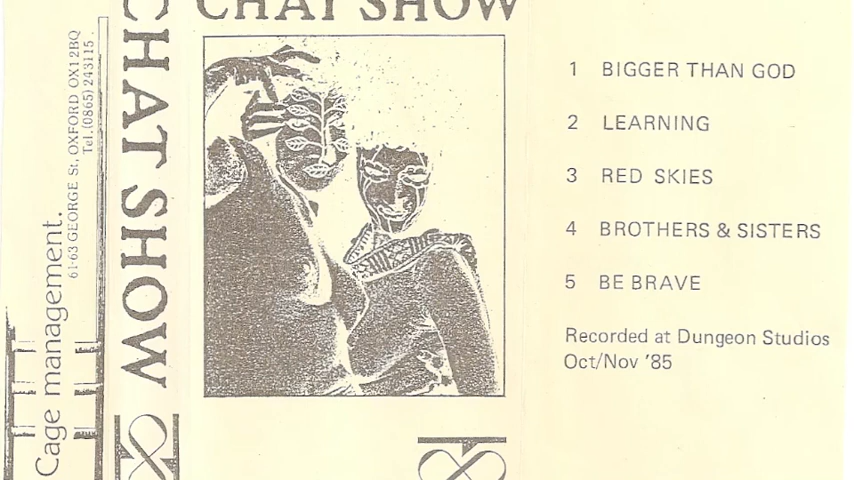 Cage management.
61-63 GEORGE St. OXFORD OX1 2BQ
Tel. (0865) 243115
CHAT SHOW
CHAT SHOW
1 BIGGER THAN GOD
2 LEARNING
3 RED SKIES
4 BROTHERS & SISTERS
5 BE BRAVE
Recorded at Dungeon Studios
Oct/Nov '85